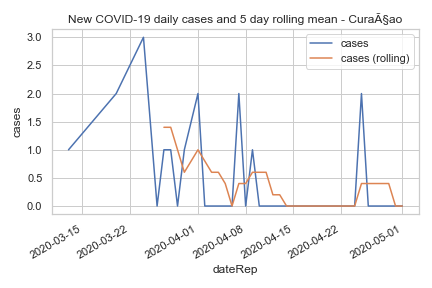 New COVID-19 daily cases and 5 day rolling mean - CuraÃ§ao
cases
cases (rolling)
3.0
2.5
2.0
1.5
1.0
0.5
0.0
cases
2020-03-15
2020-03-22
2020-04-01
2020-04-08
2020-04-15
2020-04-22
2020-05-01
dateRep